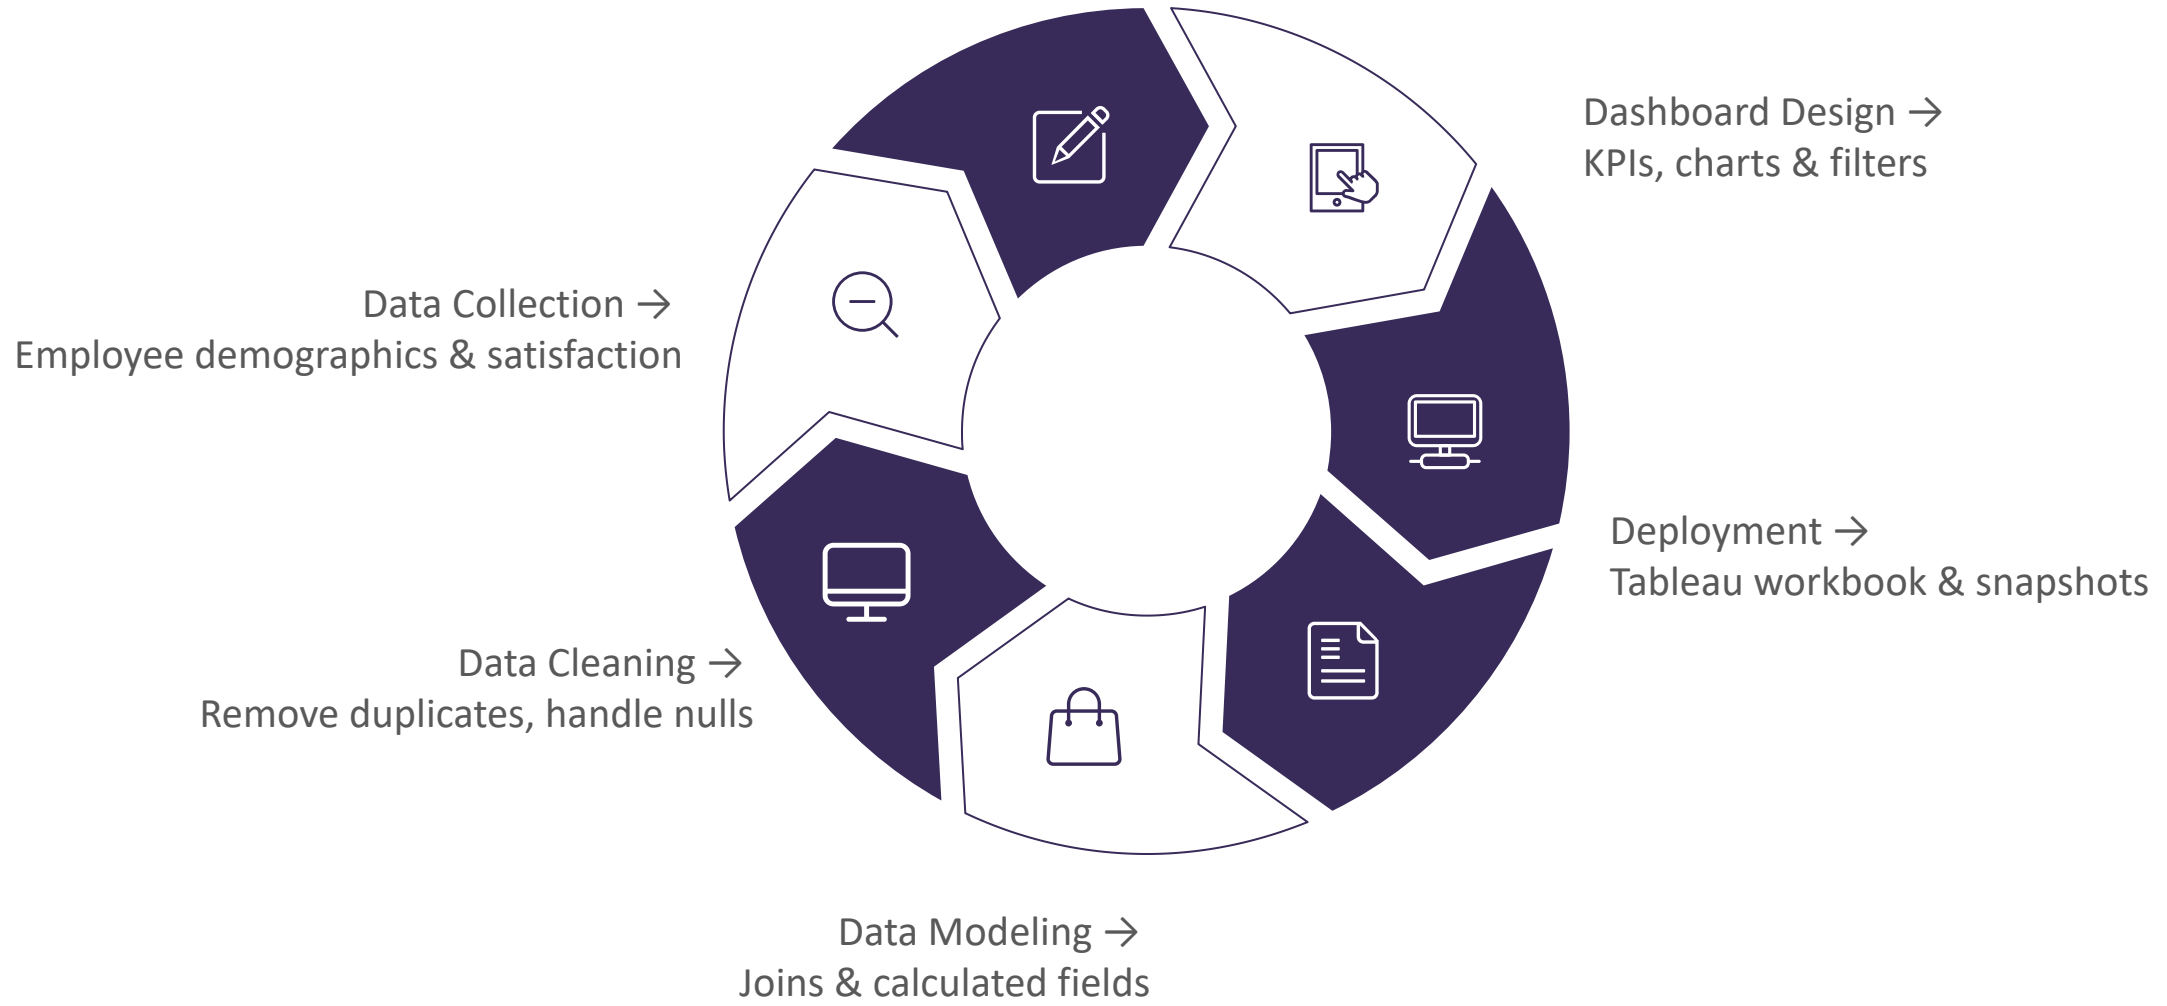 Dashboard Design →
KPIs, charts & filters
Data Collection →
Employee demographics & satisfaction
Deployment →
Tableau workbook & snapshots
Data Cleaning →
Remove duplicates, handle nulls
Data Modeling →
Joins & calculated fields